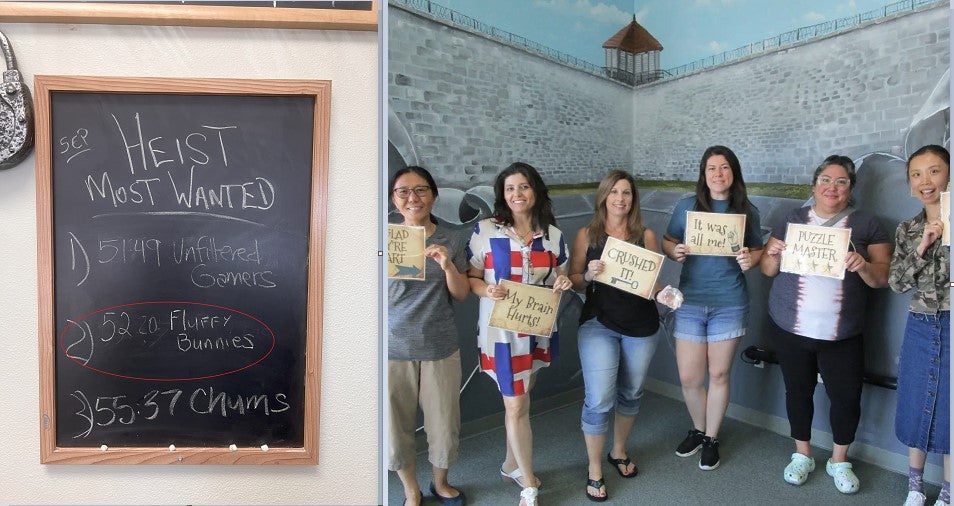 SEP
HEIST
MOST WANTED
1) 51:49 Unfiltered
Gamers
2) 52:20 FLUFFY
BUNNIES
3) 55:37 Chums
My Brain
Hurts!
CRUSHED
IT!
It was
all me!
PUZZLE
MASTER